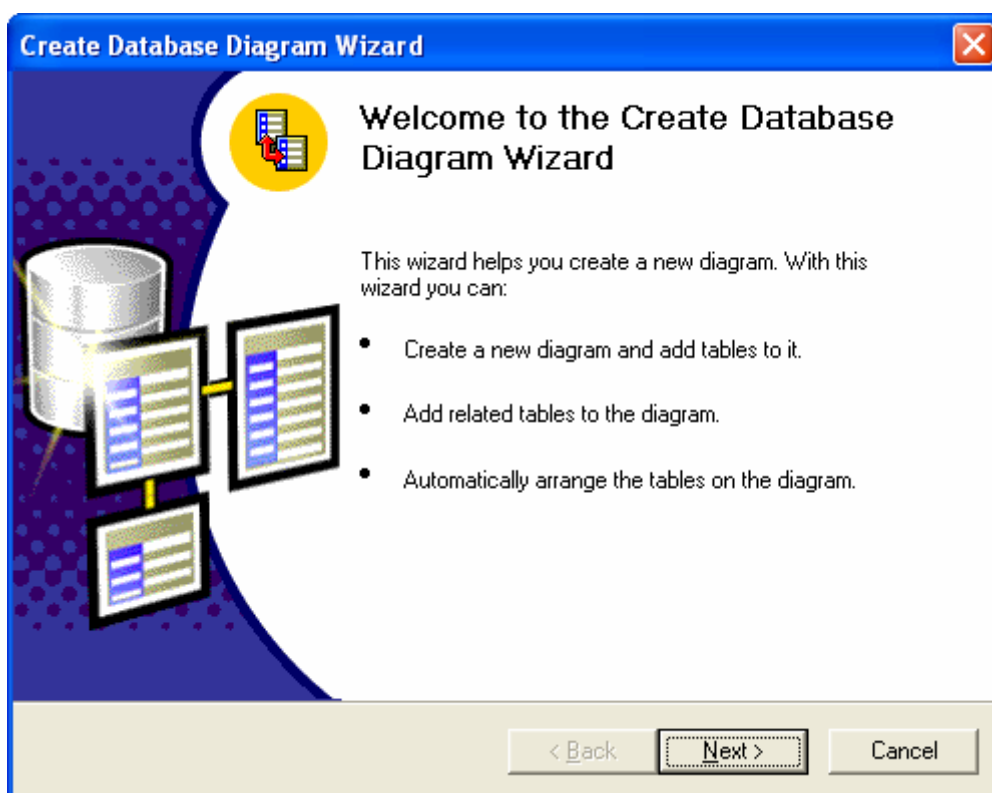 Create Database Diagram Wizard
Welcome to the Create Database
Diagram Wizard
This wizard helps you create a new diagram. With this
wizard you can:
• Create a new diagram and add tables to it.
• Add related tables to the diagram.
• Automatically arrange the tables on the diagram.
< Back Next > Cancel